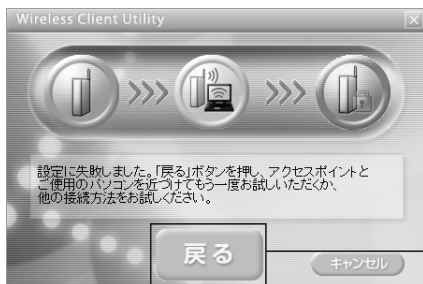 Wireless Client Utility
設定に失敗しました。「戻る」ボタンを押し、アクセスポイントと
ご使用のパソコンを近づけてもう一度お試しいただくか、
他の接続方法をお試しください。
戻る
キャンセル